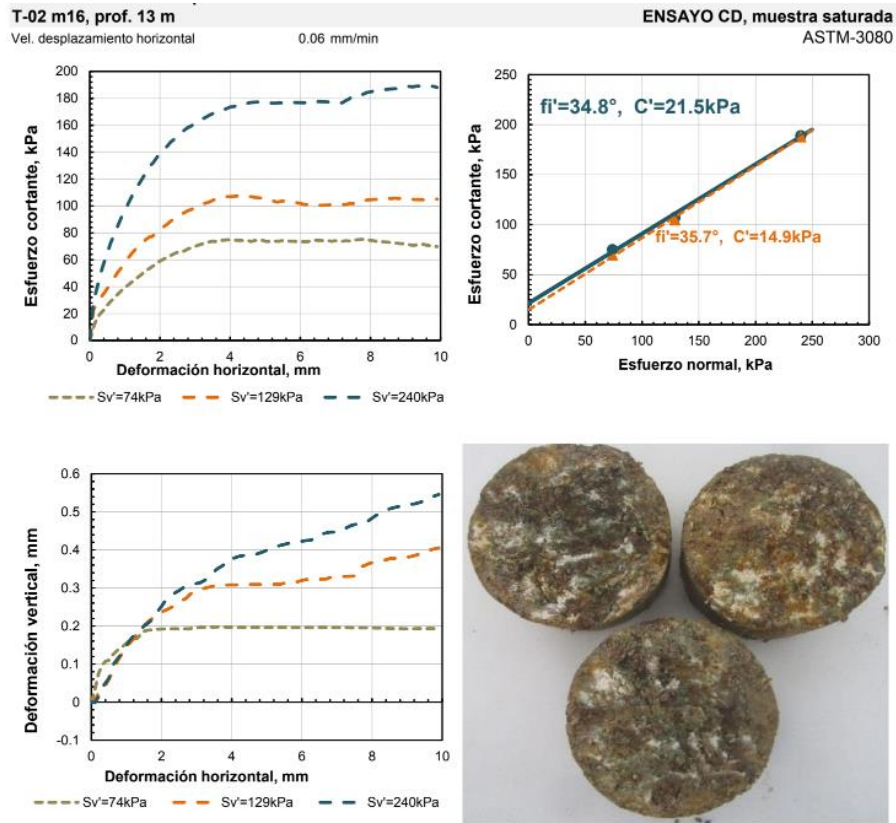 T-02 m16, prof. 13 m
ENSAYO CD, muestra saturada
Vel. desplazamiento horizontal 0.06 mm/min
ASTM-3080
Esfuerzo cortante, kPa
200
180
160
140
120
100
80
60
40
20
0
0 2 4 6 8 10
Deformación horizontal, mm
Sv'=74kPa Sv'=129kPa Sv'=240kPa
Esfuerzo cortante, kPa
250
200
150
100
50
0
fi'=34.8°, C'=21.5kPa
fi'=35.7°, C'=14.9kPa
0 50 100 150 200 250 300
Esfuerzo normal, kPa
Deformación vertical, mm
0.6
0.5
0.4
0.3
0.2
0.1
0
-0.1
0 2 4 6 8 10
Deformación horizontal, mm
Sv'=74kPa Sv'=129kPa Sv'=240kPa